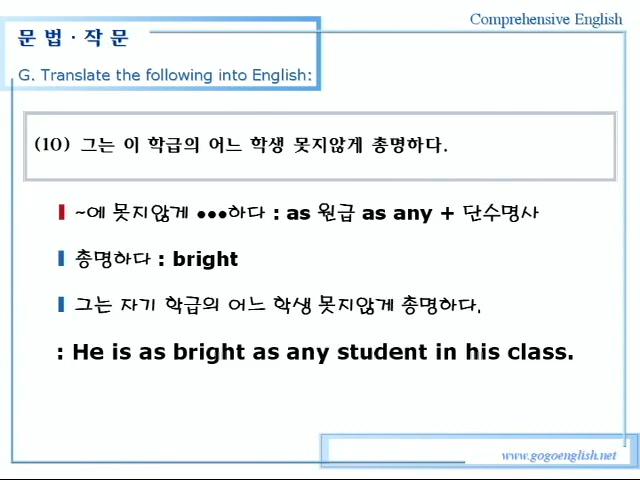 Comprehensive English
문 법 · 작 문
G. Translate the following into English:
(10) 그는 이 학급의 어느 학생 못지않게 총명하다.
~에 못지않게 •••하다 : as 원급 as any + 단수명사
총명하다 : bright
그는 자기 학급의 어느 학생 못지않게 총명하다.
: He is as bright as any student in his class.
www.gogoenglish.net